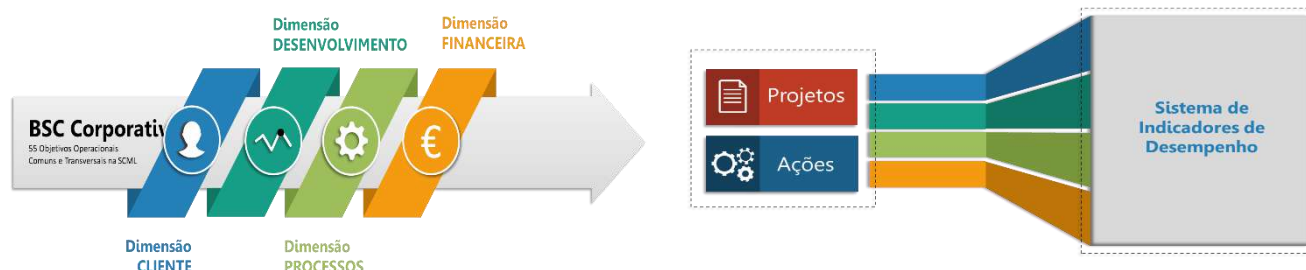 Dimensão
DESENVOLVIMENTO
Dimensão
FINANCEIRA
BSC Corporativ
55 Objetivos Operacionais
Comuns e Transversais na SCML
€
Dimensão
CLIENTE
Dimensão
PROCESSOS
Projetos
Ações
Sistema de
Indicadores de
Desempenho